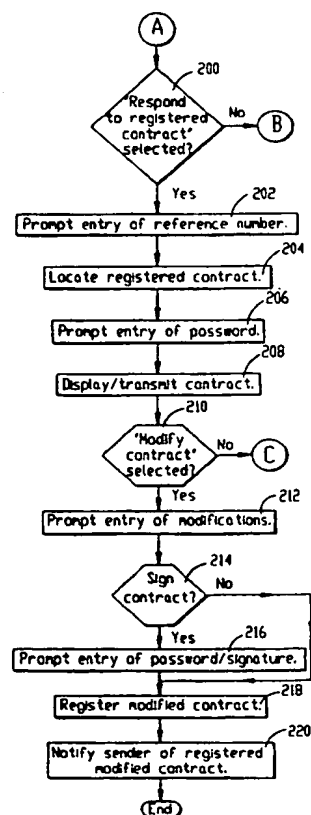 A
200
"Respond
to registered
contract"
selected?
No
B
Yes
202
Prompt entry of reference number.
204
Locate registered contract.
206
Prompt entry of password.
208
Display/transmit contract.
210
"Modify
contract"
selected?
No
C
Yes
212
Prompt entry of modifications.
214
Sign
contract?
No
Yes
216
Prompt entry of password/signature.
218
Register modified contract.
220
Notify sender of registered
modified contract.
End